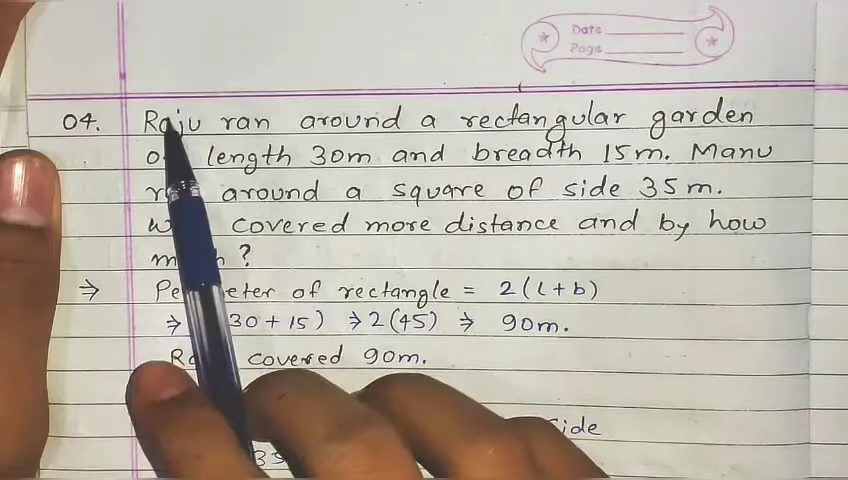 Date
Page
04. Raju ran around a rectangular garden
length 30m and breadth 15m. Manu
around a square of side 35m.
covered more distance and by how
?
⇒ of rectangle = 2(l+b)
⇒ 30+15) ⇒ 2(45) ⇒ 90m.
covered 90m.
side
35